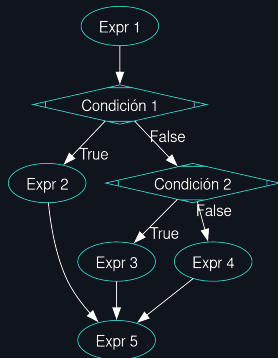 Expr 1
Condición 1
True
False
Expr 2
Condición 2
True
False
Expr 3
Expr 4
Expr 5